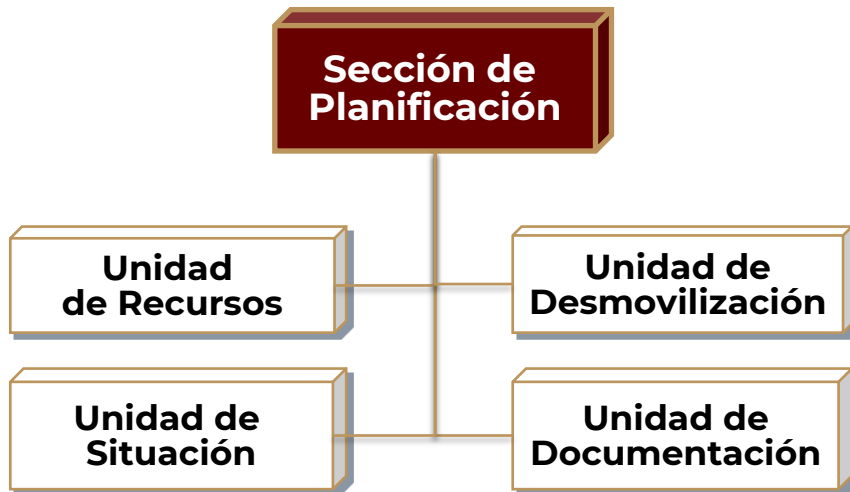 Sección de
Planificación
Unidad
de Recursos
Unidad de
Desmovilización
Unidad de
Situación
Unidad de
Documentación